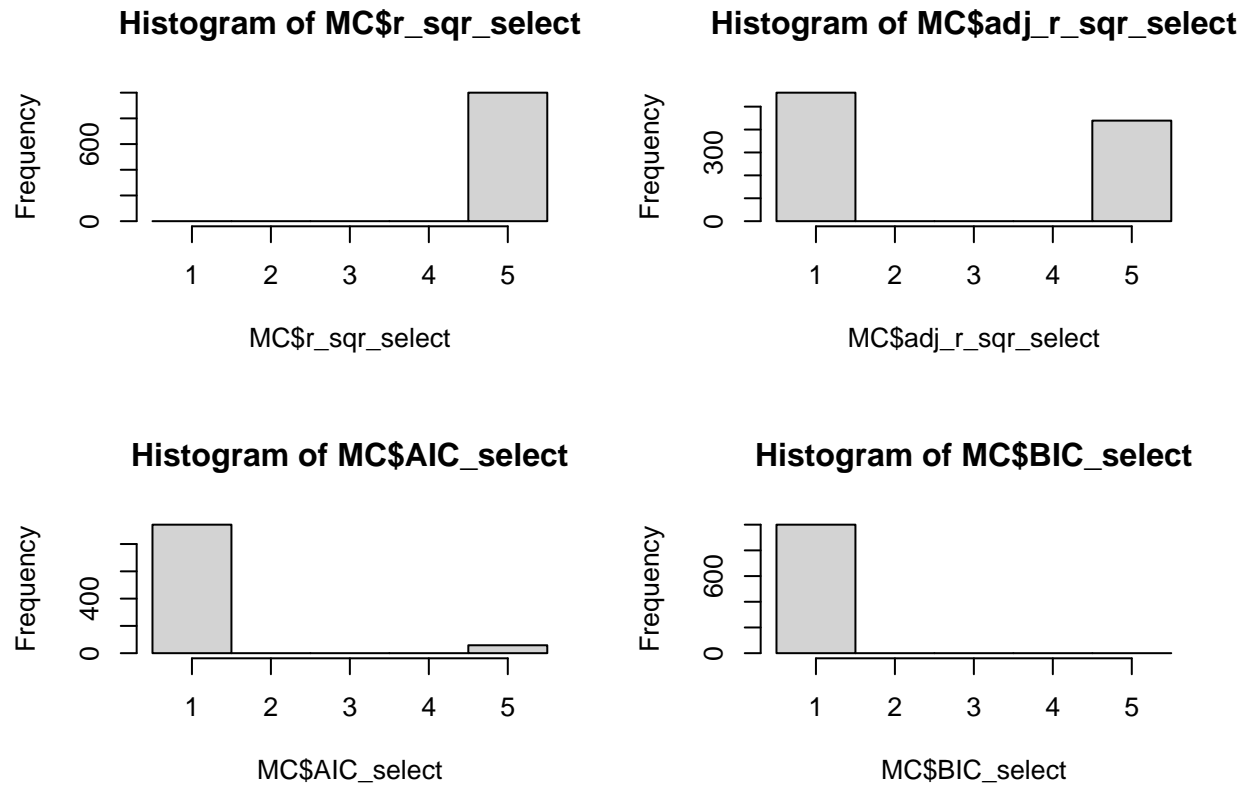 Histogram of MC$r_sqr_select
Frequency
0
600
1 2 3 4 5
MC$r_sqr_select
Histogram of MC$adj_r_sqr_select
Frequency
0
300
1 2 3 4 5
MC$adj_r_sqr_select
Histogram of MC$AIC_select
Frequency
0
400
1 2 3 4 5
MC$AIC_select
Histogram of MC$BIC_select
Frequency
0
600
1 2 3 4 5
MC$BIC_select